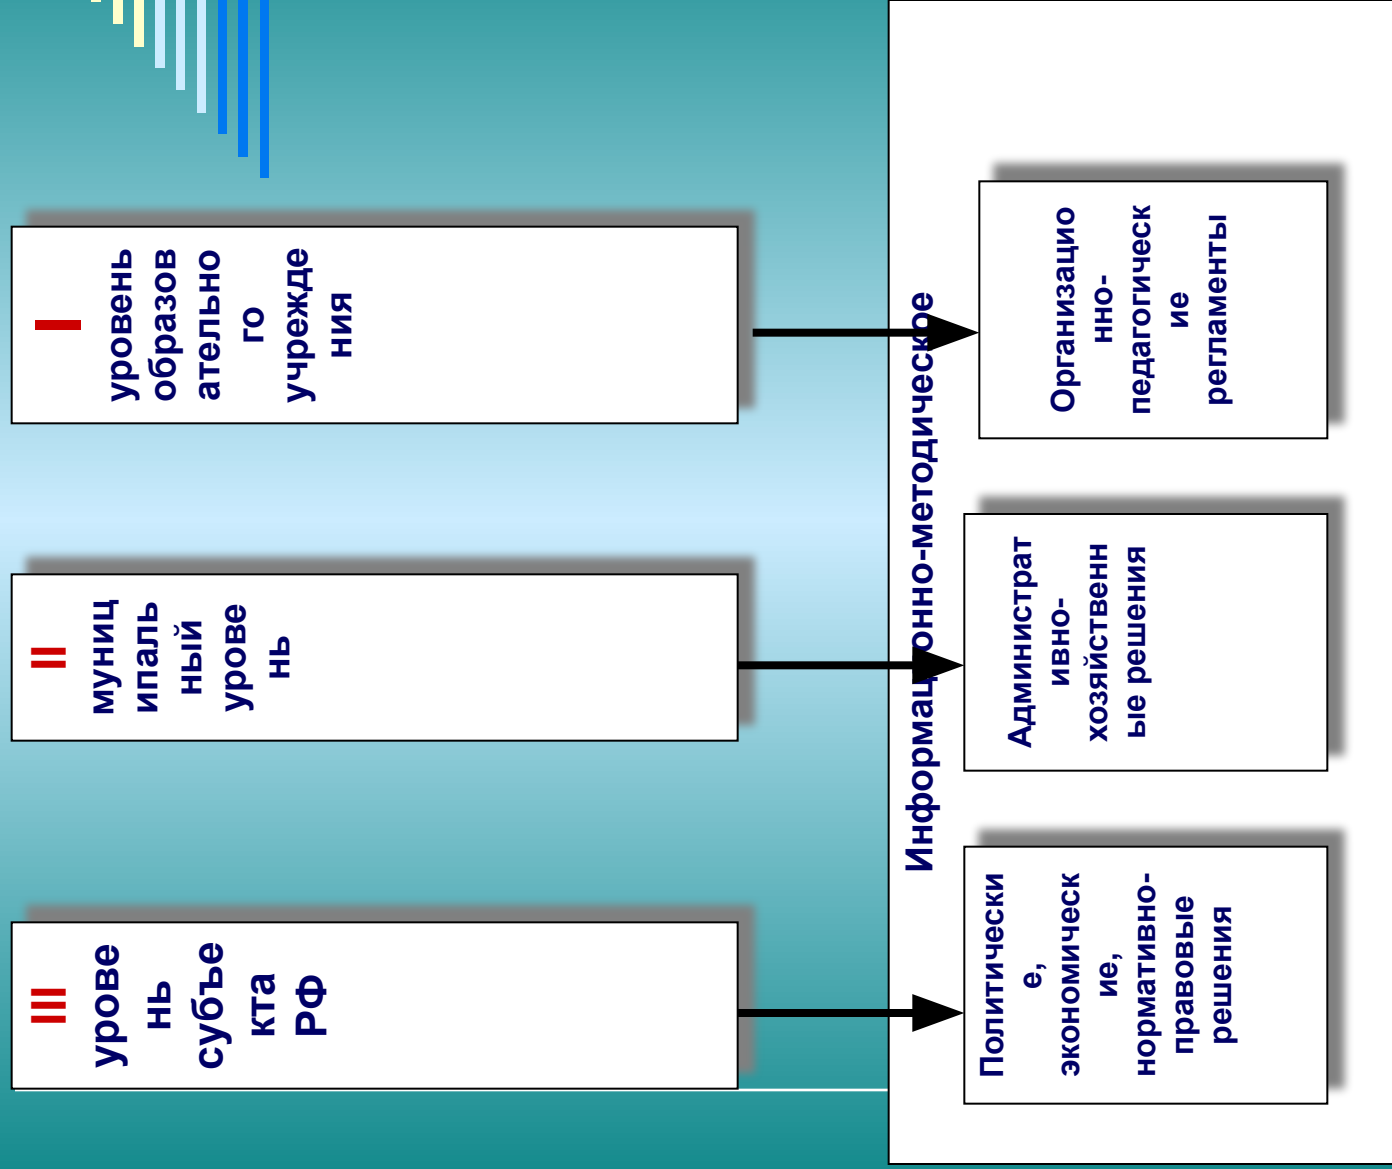 III
урове
нь
субъе
кта
РФ
II
муниц
ипаль
ный
урове
нь
I
уровень
образов
ательно
го
учрежде
ния
Информационно-методическое
Политически
е,
экономическ
ие,
нормативно-
правовые
решения
Администрат
ивно-
хозяйственн
ые решения
Организацио
нно-
педагогическ
ие
регламенты